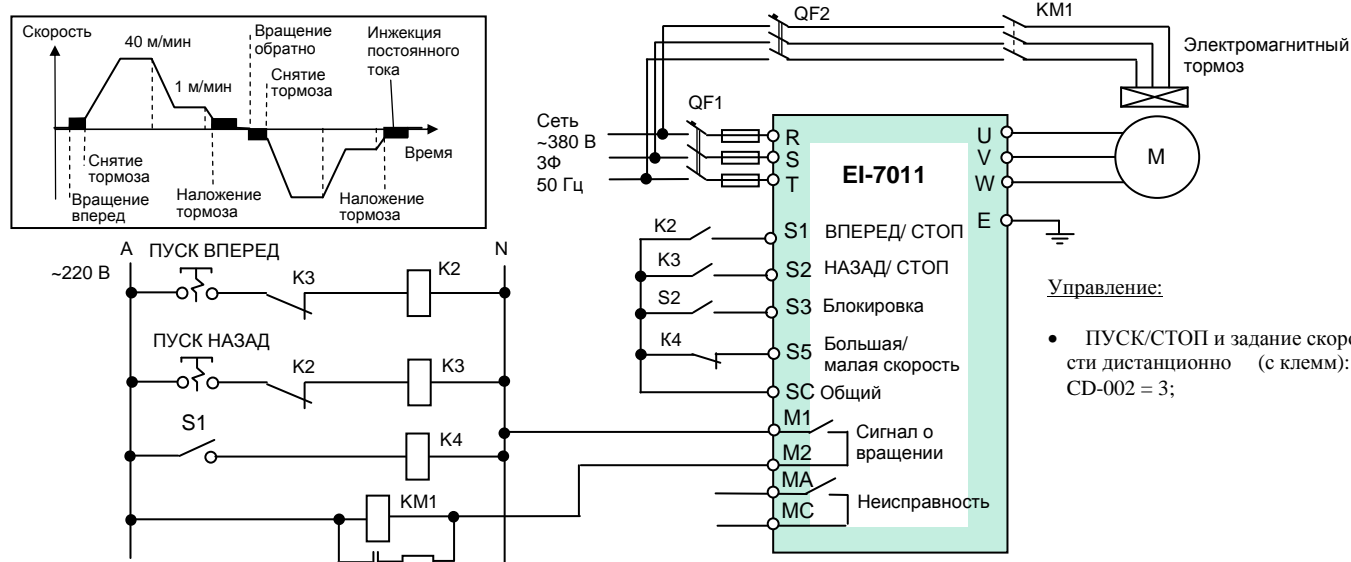 Скорость
40 м/мин
Вращение
обратно
Инжекция
постоянного
тока
Снятие
тормоза
1 м/мин
Время
Снятие
тормоза
Вращение
вперед
Наложение
тормоза
Наложение
тормоза
QF2
KM1
Электромагнитный
тормоз
QF1
Сеть
~380 В
3Ф
50 Гц
R
S
T
EI-7011
U
V
W
E
M
K2
S1 ВПЕРЕД/ СТОП
K3
S2 НАЗАД/ СТОП
S2
S3 Блокировка
K4
S5 Большая/
малая скорость
SC Общий
M1
M2
Сигнал о
вращении
MA
MC
Неисправность
A
N
~220 В
ПУСК ВПЕРЕД
K3
K2
ПУСК НАЗАД
K2
K3
S1
K4
KM1
Управление:
• ПУСК/СТОП и задание скоро
сти дистанционно (с клемм):
CD-002 = 3;